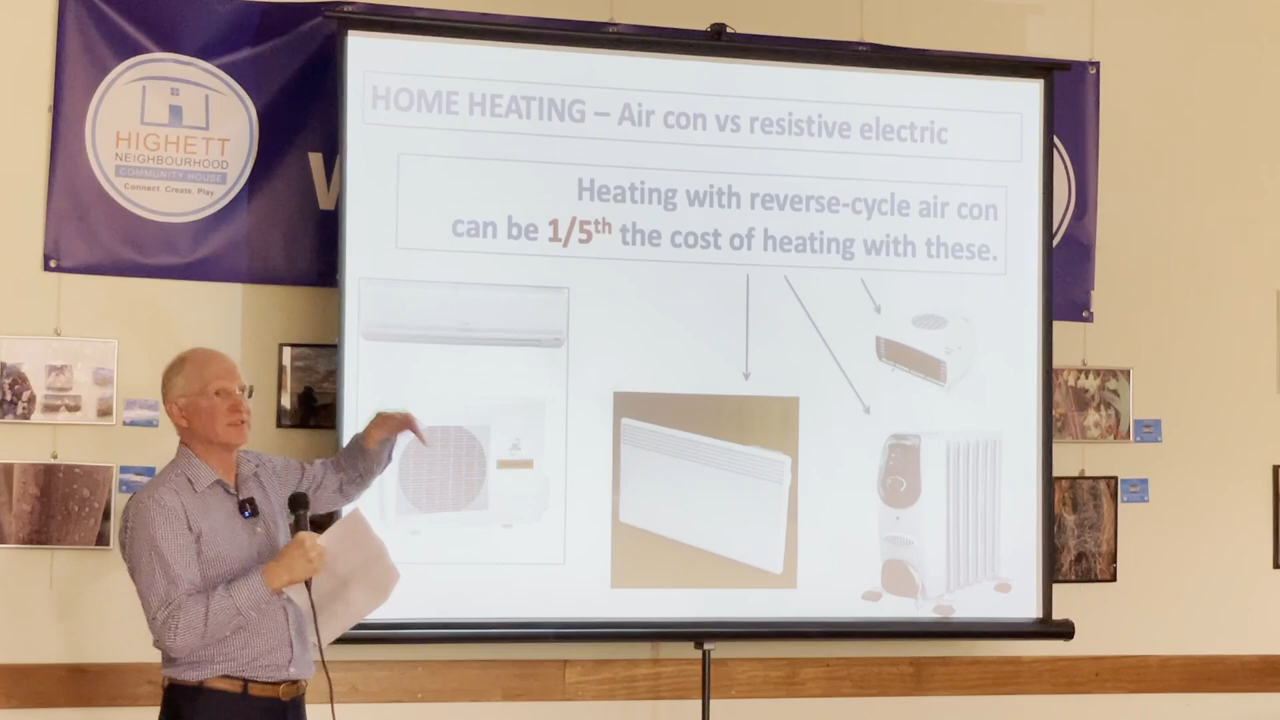 HIGHETT
NEIGHBOURHOOD
COMMUNITY HOUSE
Connect. Create. Play.
W
HOME HEATING – Air con vs resistive electric
Heating with reverse-cycle air con
can be 1/5th the cost of heating with these.